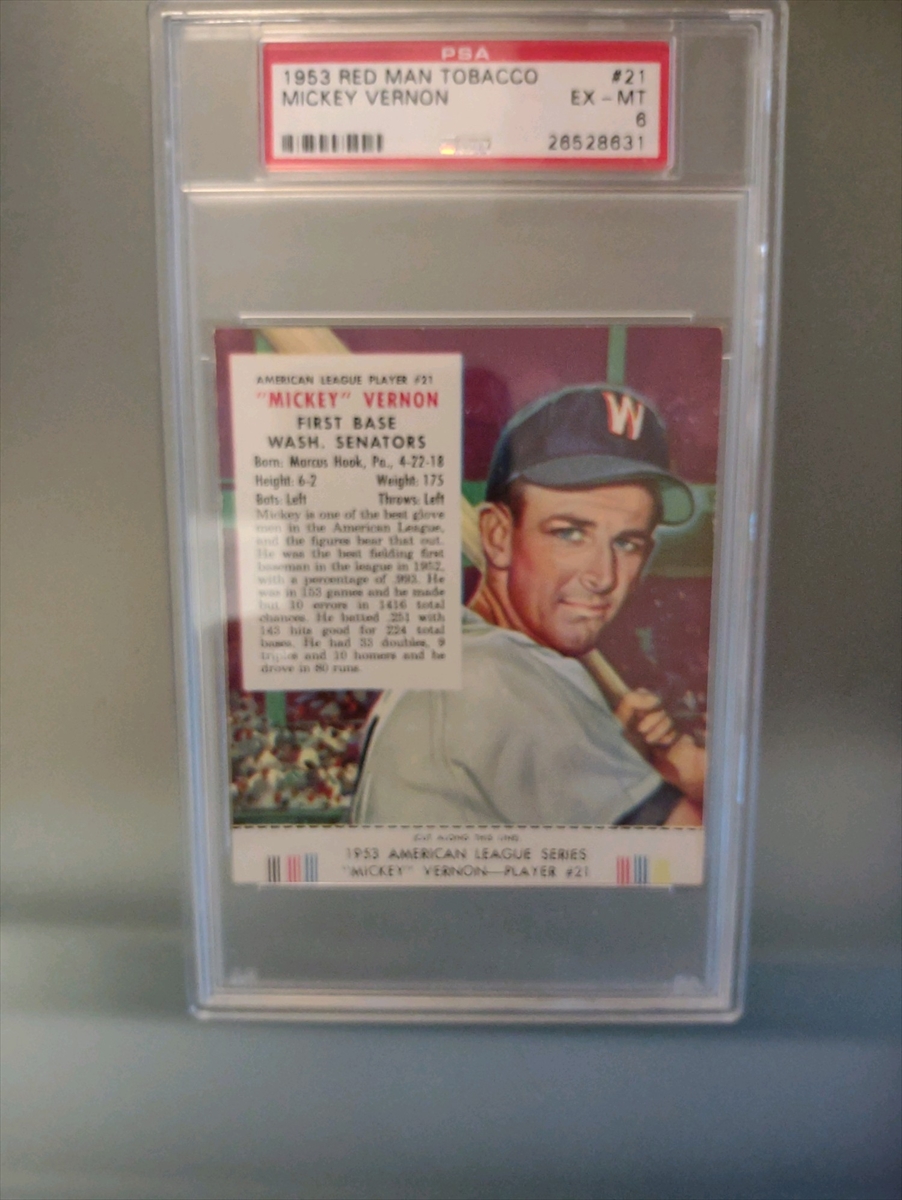 PSA
1953 RED MAN TOBACCO #21
MICKEY VERNON EX - MT
6
26528631
AMERICAN LEAGUE PLAYER #21
"MICKEY" VERNON
FIRST BASE
WASH. SENATORS
Born: Marcus Hook, Pa., 4-22-18
Height: 6-2 Weight: 175
Bats: Left Throws: Left
Mickey is one of the best glove
men in the American League,
and the figures bear that out.
He was the best fielding first
baseman in the league in 1952,
with a percentage of .993. He
was in 153 games and he made
but 10 errors in 1416 total
chances. He batted .251 with
143 hits good for 224 total
bases. He had 33 doubles, 9
triples and 10 homers and he
drove in 80 runs.
W
CUT ALONG THIS LINE
1953 AMERICAN LEAGUE SERIES
"MICKEY" VERNON—PLAYER #21